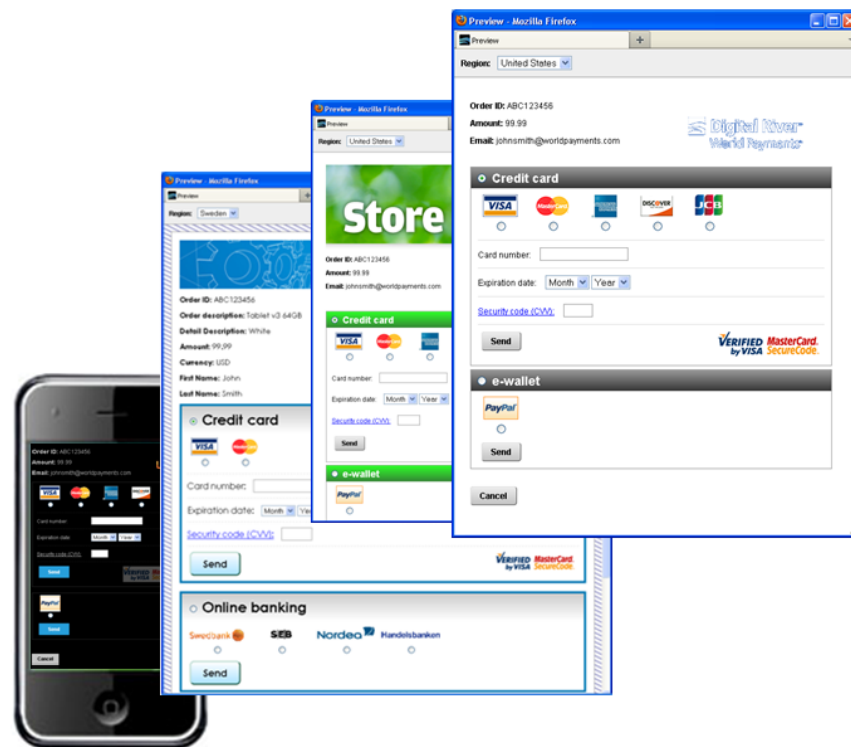 Preview - Mozilla Firefox
Preview
Region: United States
Order ID: ABC123456
Amount: 99.99
Email: johnsmith@worldpayments.com
Digital River
World Payments
Credit card
VISA MasterCard AMERICAN EXPRESS DISCOVER JCB
Card number:
Expiration date: Month Year
Security code (CVV):
Send
VERIFIED by VISA MasterCard. SecureCode.
e-wallet
PayPal
Send
Cancel
Preview - Mozilla Firefox
Preview
Region: United States
Store
Order ID: ABC123456
Amount: 99.99
Email: johnsmith@worldpayments.com
Credit card
VISA MasterCard
Card number:
Expiration date: Month Year
Security code (CVV):
Send
e-wallet
PayPal
Preview - Mozilla Firefox
Preview
Region: Sweden
Order ID: ABC123456
Order description: Tablet v3 64GB
Detail Description: White
Amount: 99,99
Currency: USD
First Name: John
Last Name: Smith
Credit card
VISA MasterCard
Card number:
Expiration date: Month
Security code (CVV):
Send
VERIFIED by VISA MasterCard. SecureCode.
Online banking
Swedbank SEB Nordea Handelsbanken
Send
Order ID: ABC123456
Amount: 99.99
Email: johnsmith@worldpayments.com
VISA MasterCard DISCOVER
Card number:
Expiration date: Month Year
Security code (CVV):
Send
PayPal
Send
Cancel